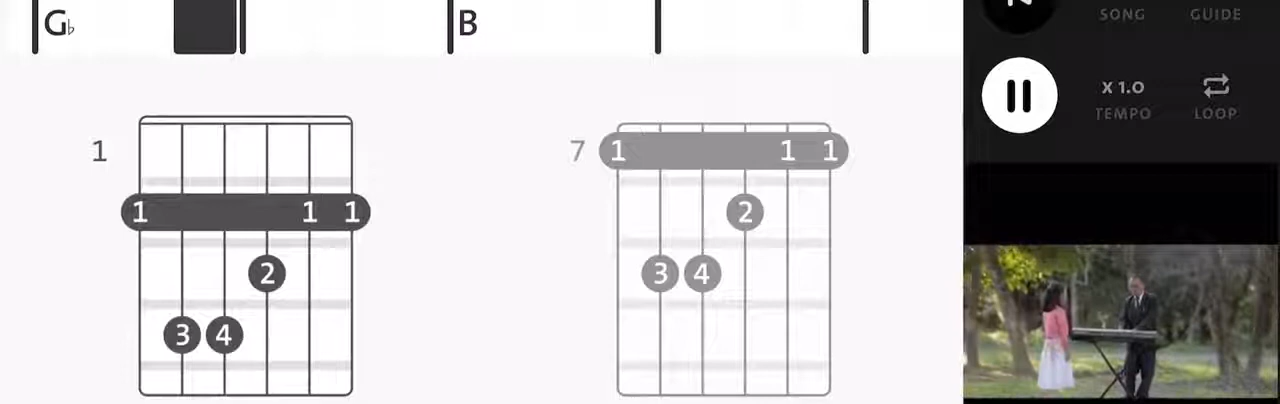 G♭
B
SONG GUIDE
X 1.0
TEMPO LOOP
1
1 1 1
2
3 4
7
1 1 1
2
3 4